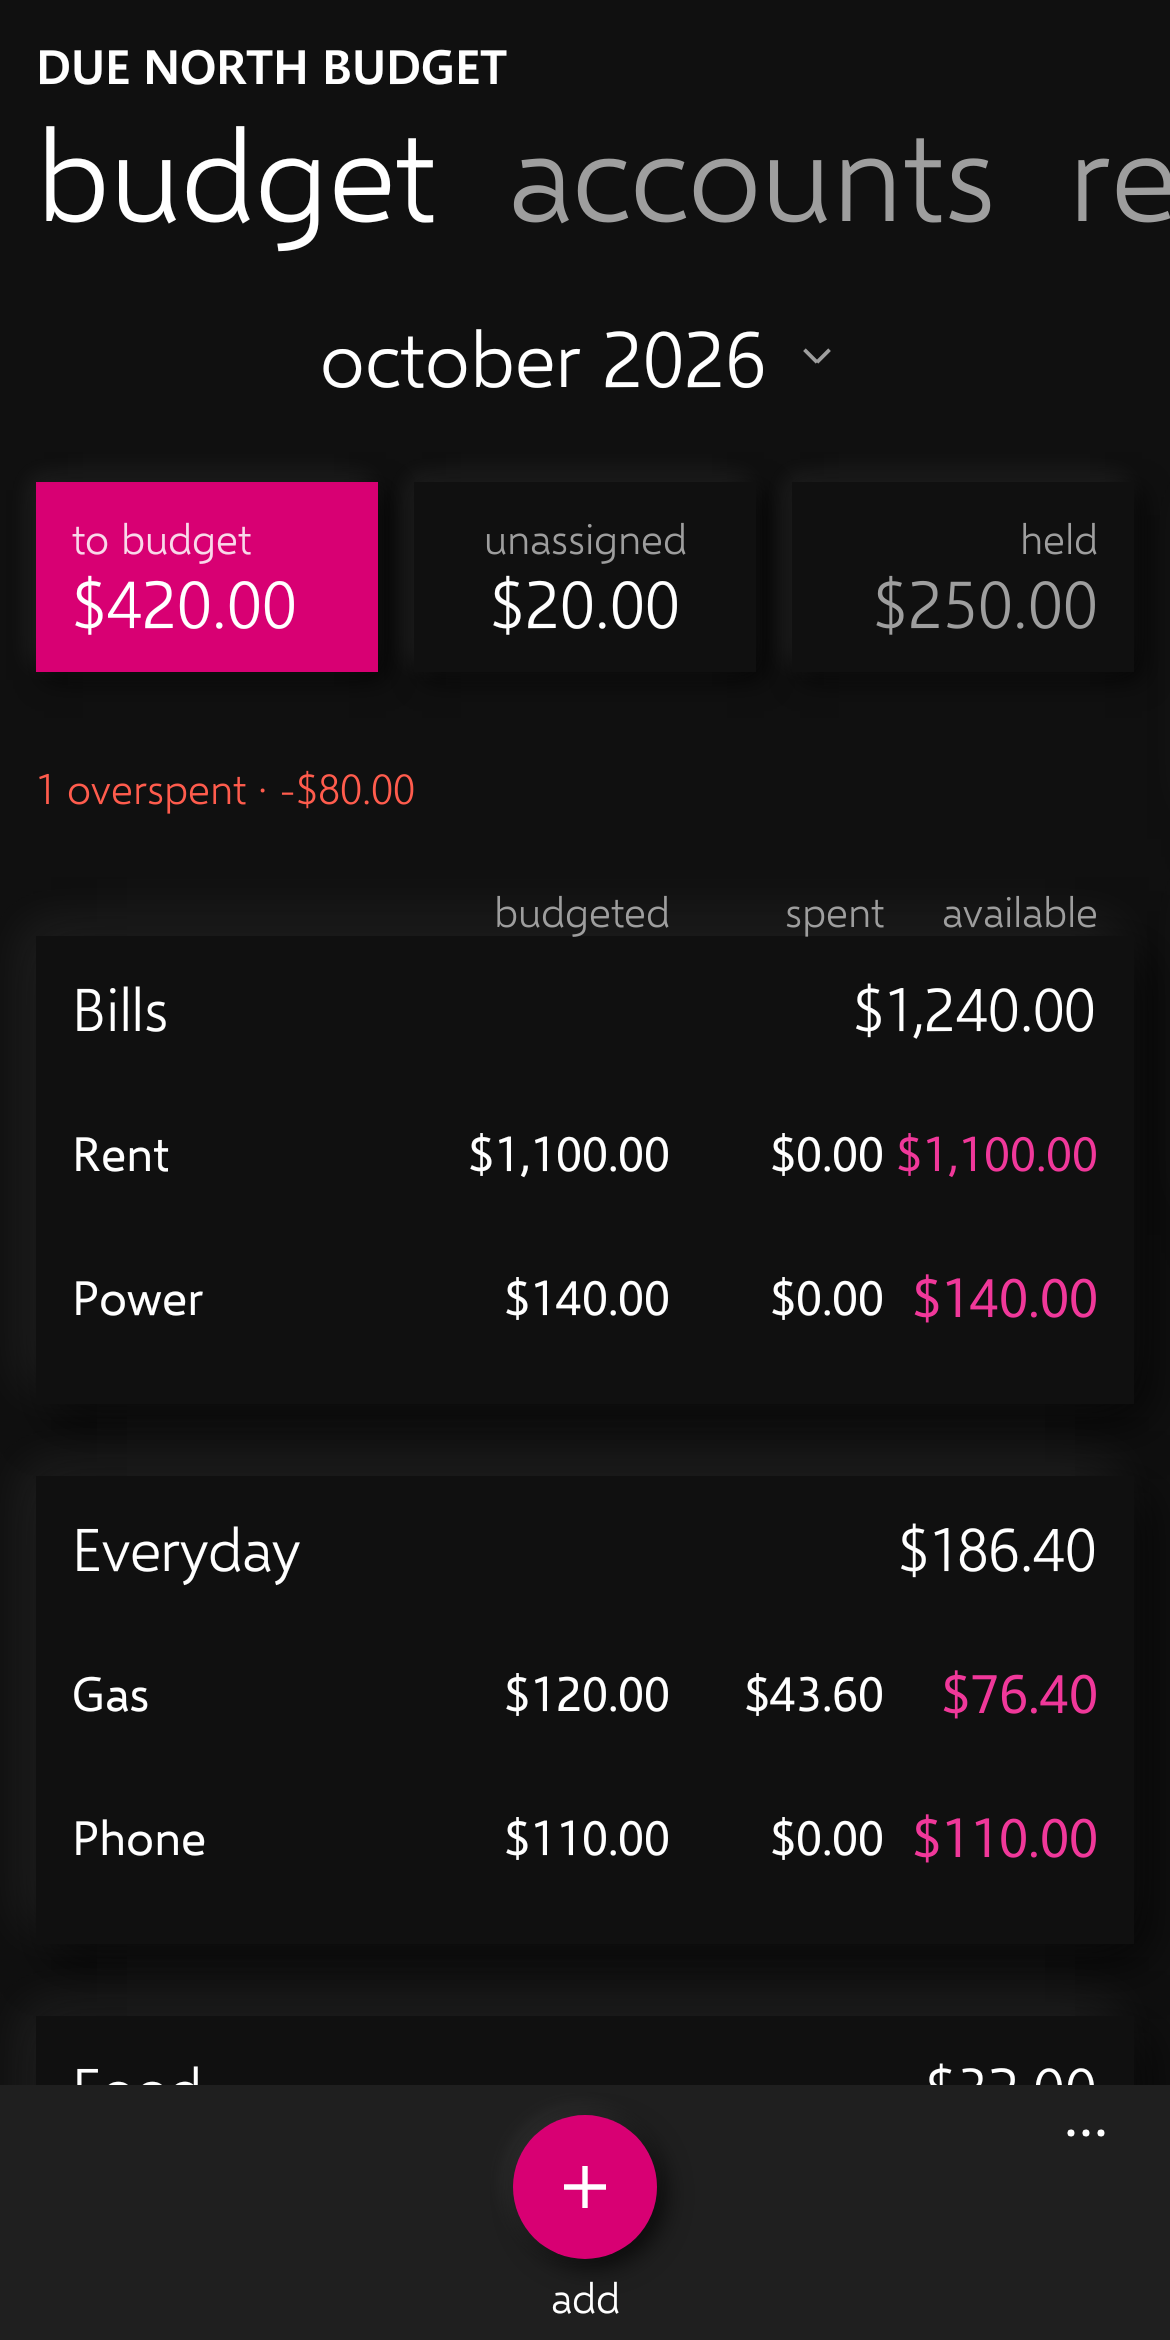 DUE NORTH BUDGET
budget accounts re
october 2026
to budget unassigned held
$420.00 $20.00 $250.00
1 overspent · -$80.00
budgeted spent available
Bills $1,240.00
Rent $1,100.00 $0.00 $1,100.00
Power $140.00 $0.00 $140.00
Everyday $186.40
Gas $120.00 $43.60 $76.40
Phone $110.00 $0.00 $110.00
Food
add